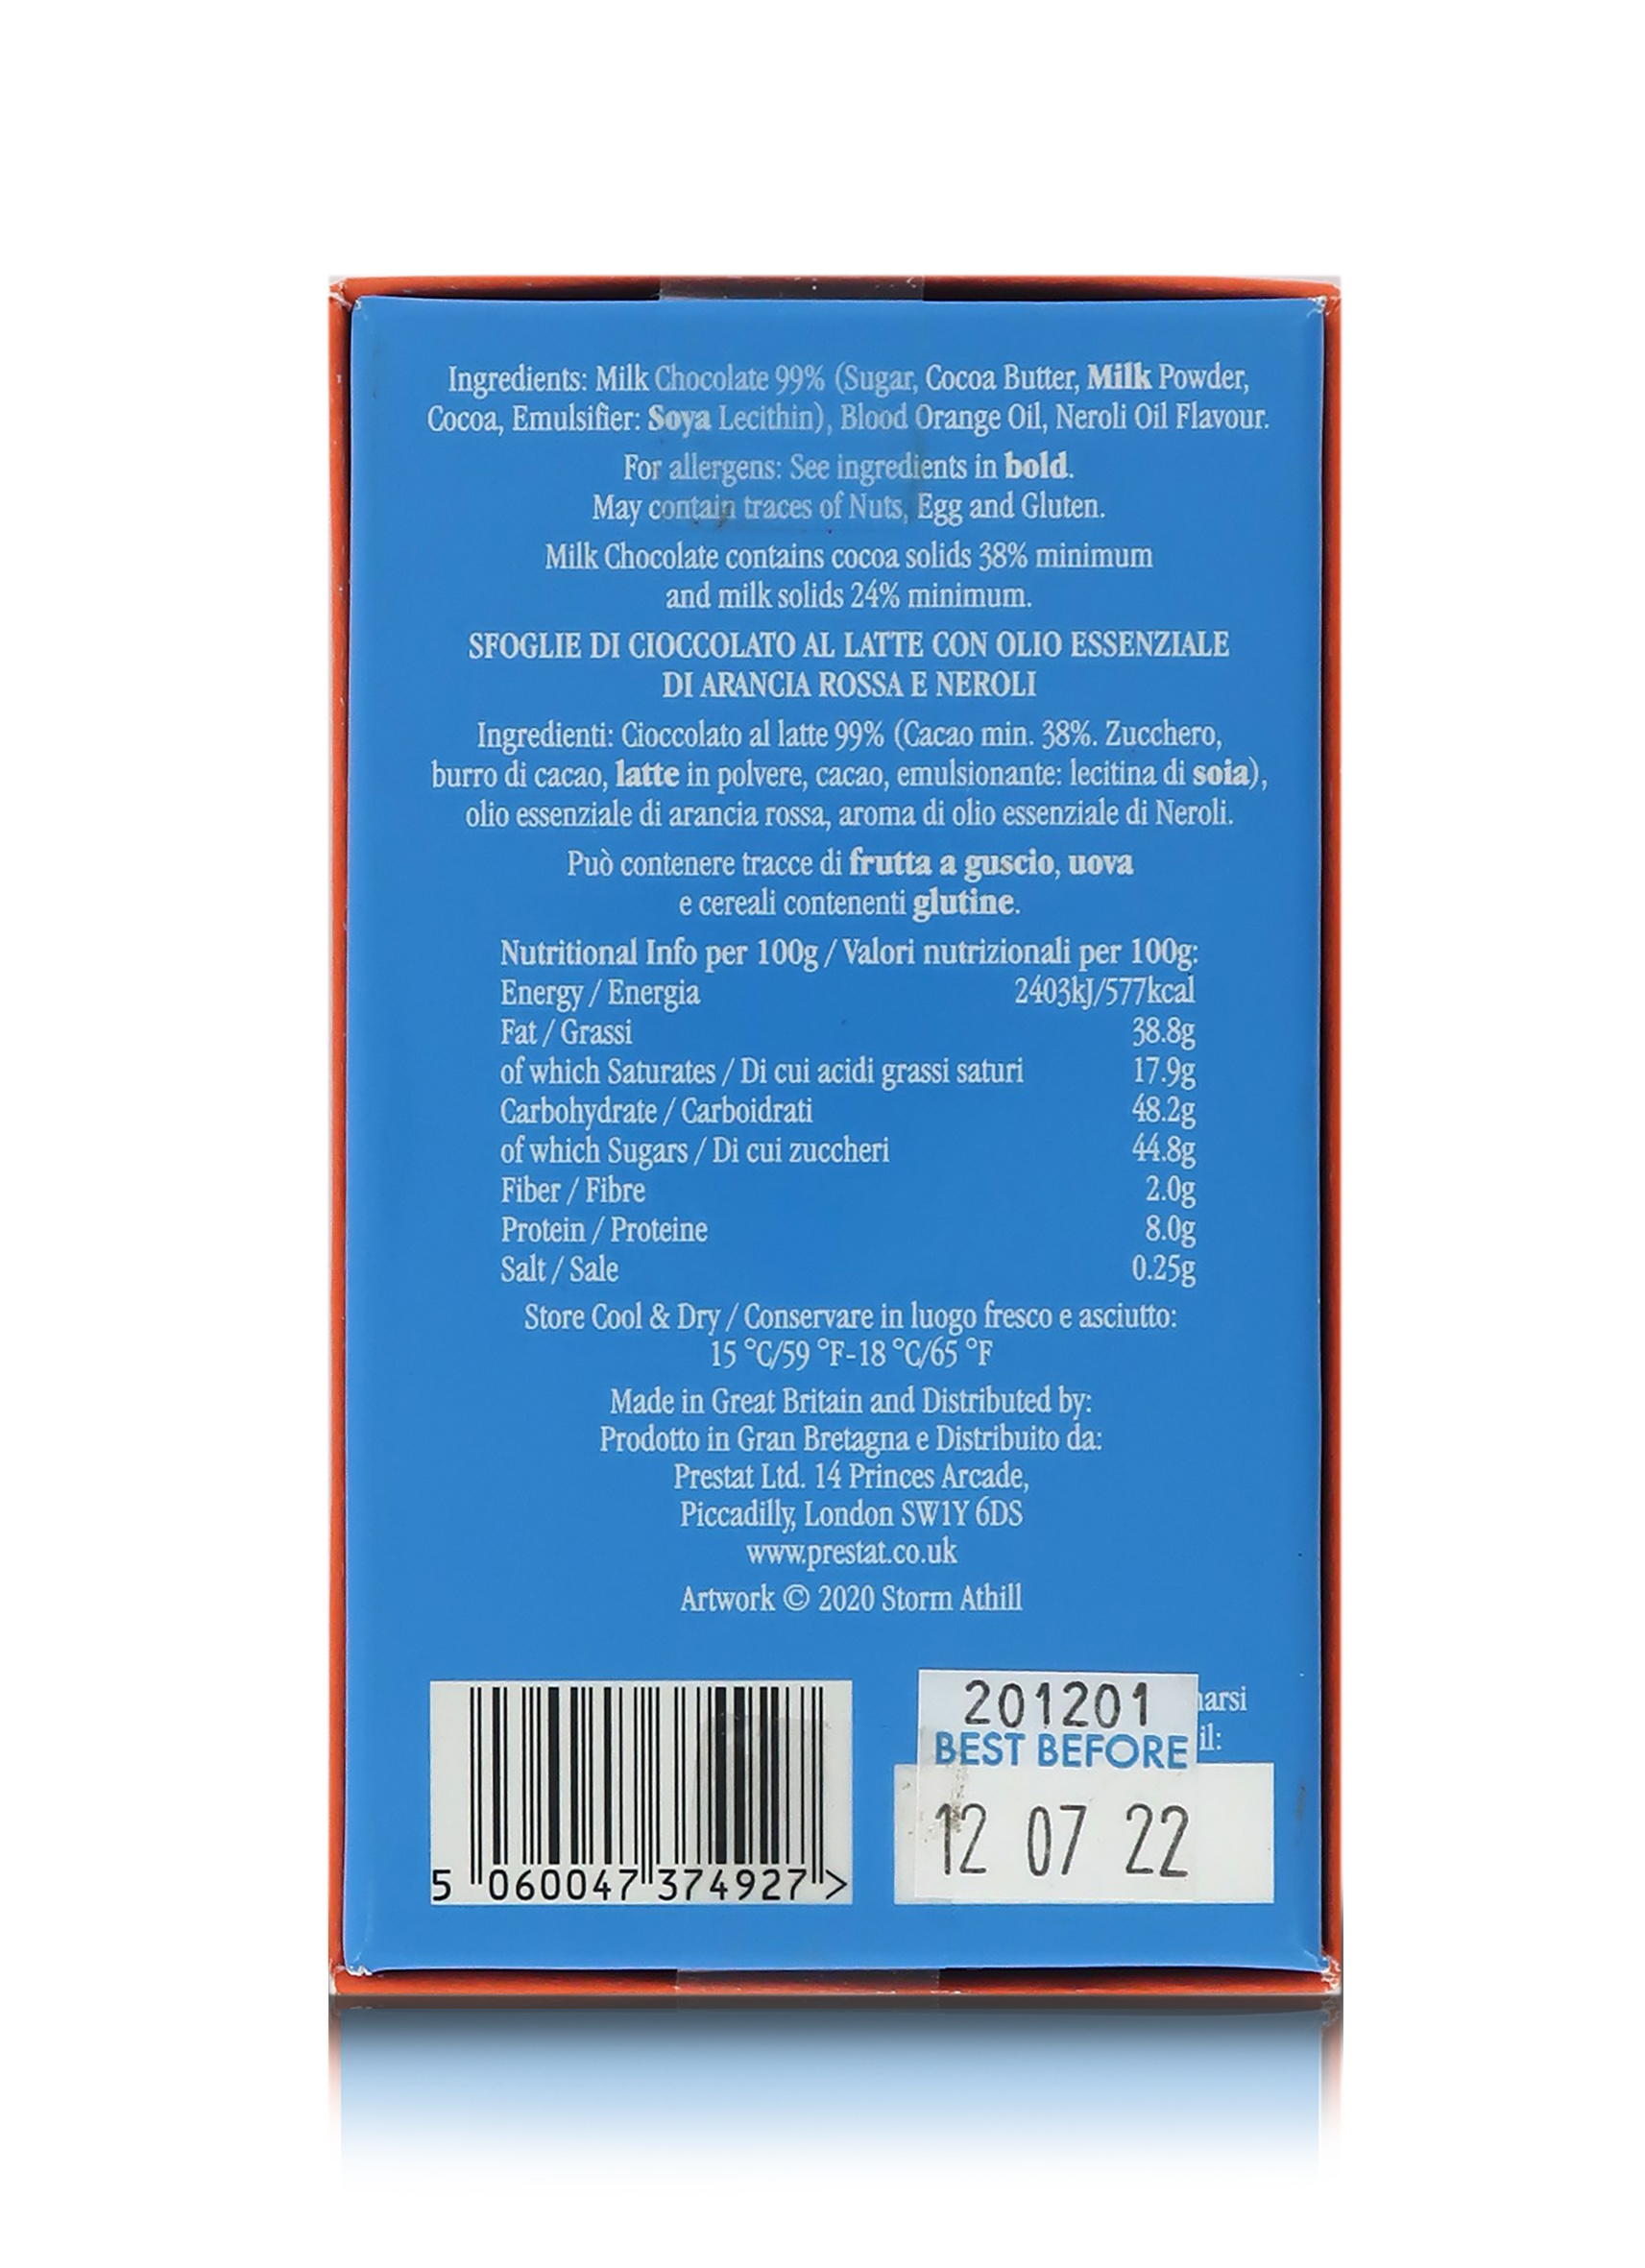 Ingredients: Milk Chocolate 99% (Sugar, Cocoa Butter, Milk Powder,
Cocoa, Emulsifier: Soya Lecithin), Blood Orange Oil, Neroli Oil Flavour.
For allergens: See ingredients in bold.
May contain traces of Nuts, Egg and Gluten.
Milk Chocolate contains cocoa solids 38% minimum
and milk solids 24% minimum.
SFOGLIE DI CIOCCOLATO AL LATTE CON OLIO ESSENZIALE
DI ARANCIA ROSSA E NEROLI
Ingredienti: Cioccolato al latte 99% (Cacao min. 38%. Zucchero,
burro di cacao, latte in polvere, cacao, emulsionante: lecitina di soia),
olio essenziale di arancia rossa, aroma di olio essenziale di Neroli.
Può contenere tracce di frutta a guscio, uova
e cereali contenenti glutine.
Nutritional Info per 100g / Valori nutrizionali per 100g:
Energy / Energia 2403kJ/577kcal
Fat / Grassi 38.8g
of which Saturates / Di cui acidi grassi saturi 17.9g
Carbohydrate / Carboidrati 48.2g
of which Sugars / Di cui zuccheri 44.8g
Fiber / Fibre 2.0g
Protein / Proteine 8.0g
Salt / Sale 0.25g
Store Cool & Dry / Conservare in luogo fresco e asciutto:
15 °C/59 °F-18 °C/65 °F
Made in Great Britain and Distributed by:
Prodotto in Gran Bretagna e Distribuito da:
Prestat Ltd. 14 Princes Arcade,
Piccadilly, London SW1Y 6DS
www.prestat.co.uk
Artwork © 2020 Storm Athill
201201
BEST BEFORE il:
12 07 22
5 060047 374927 >